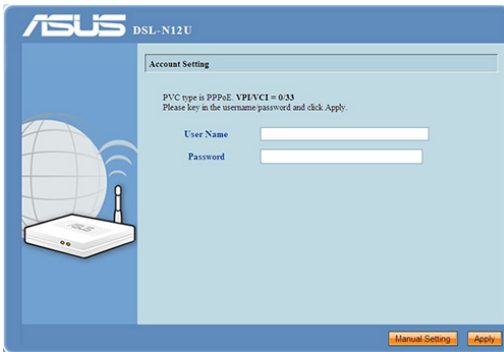 ASUS DSL-N12U
Account Setting
PVC type is PPPoE. VPI/VCI = 0/33
Please key in the username/password and click Apply.
User Name
Password
ASUS
Manual Setting Apply